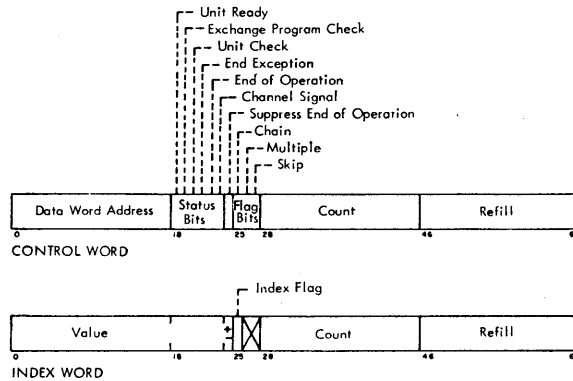 Unit Ready
Exchange Program Check
Unit Check
End Exception
End of Operation
Channel Signal
Suppress End of Operation
Chain
Multiple
Skip
Data Word Address Status Bits Flag Bits Count Refill
0 18 25 28 46 6
CONTROL WORD
Index Flag
Value ± Count Refill
0 18 25 28 46 6
INDEX WORD